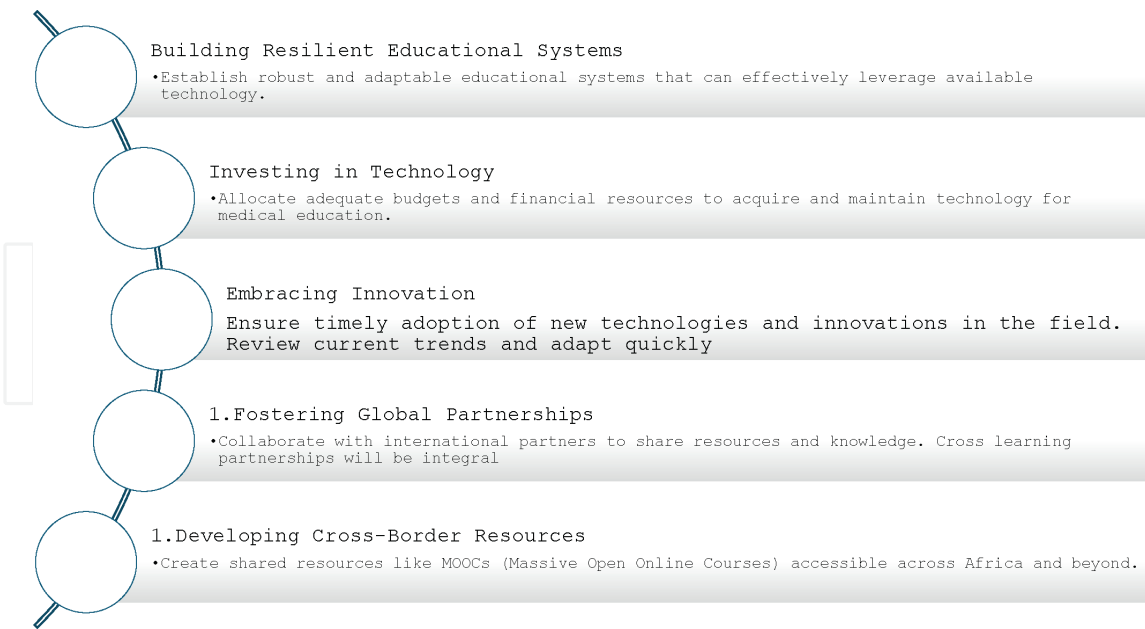 Building Resilient Educational Systems
•Establish robust and adaptable educational systems that can effectively leverage available
technology.
Investing in Technology
•Allocate adequate budgets and financial resources to acquire and maintain technology for
medical education.
Embracing Innovation
Ensure timely adoption of new technologies and innovations in the field.
Review current trends and adapt quickly
1.Fostering Global Partnerships
•Collaborate with international partners to share resources and knowledge. Cross learning
partnerships will be integral
1.Developing Cross-Border Resources
•Create shared resources like MOOCs (Massive Open Online Courses) accessible across Africa and beyond.